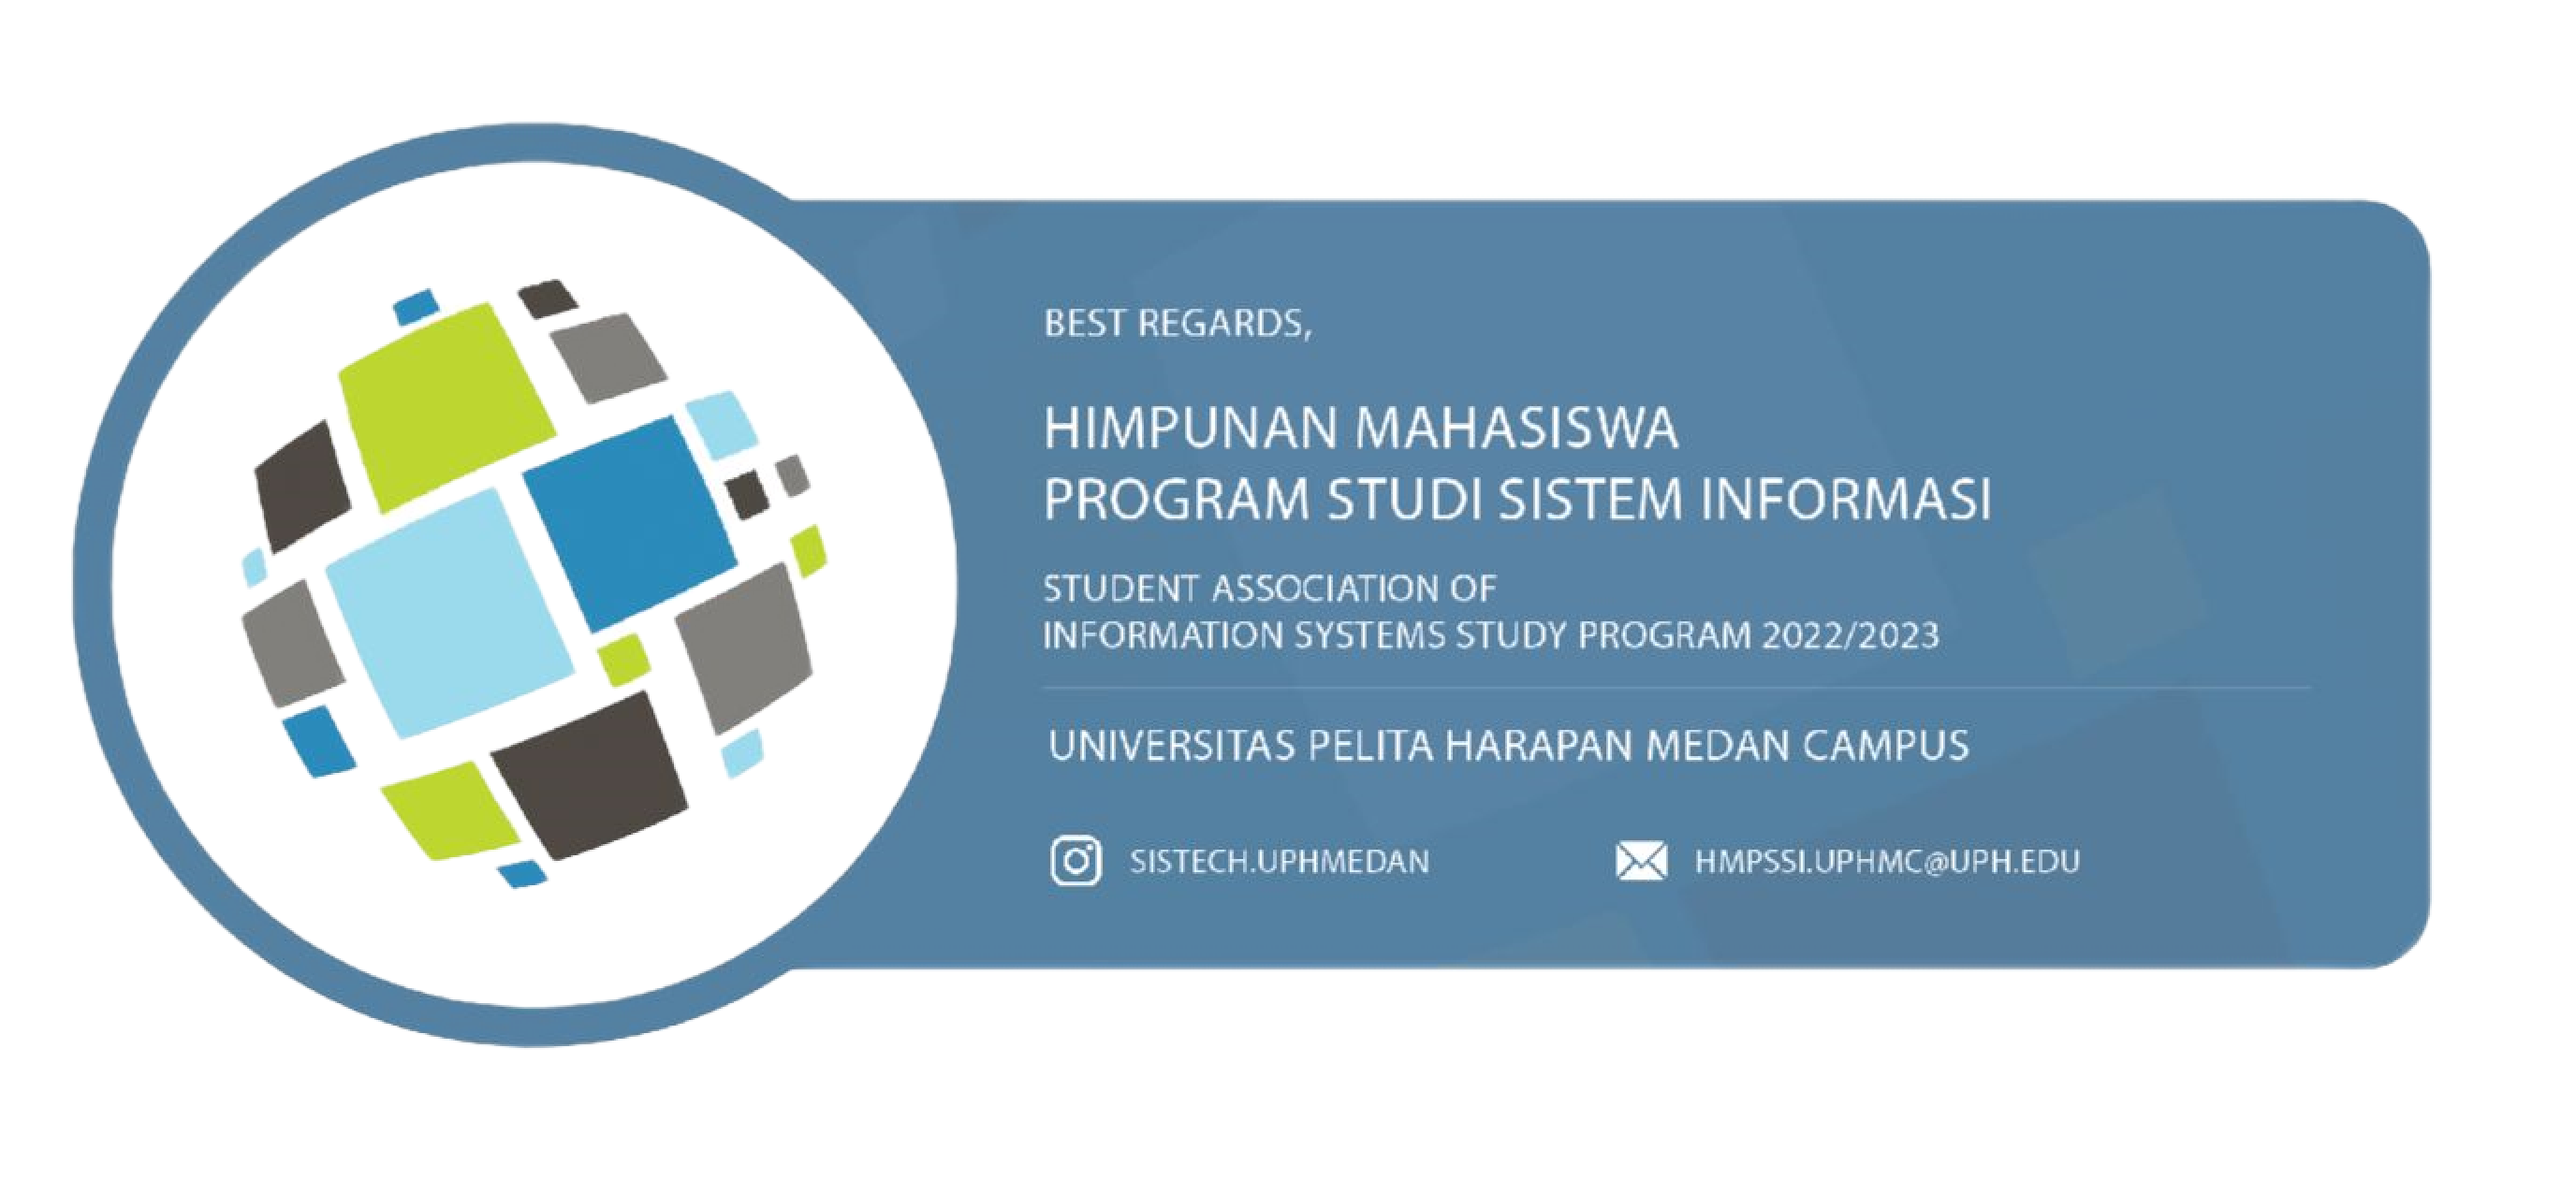 BEST REGARDS,
HIMPUNAN MAHASISWA
PROGRAM STUDI SISTEM INFORMASI
STUDENT ASSOCIATION OF
INFORMATION SYSTEMS STUDY PROGRAM 2022/2023
UNIVERSITAS PELITA HARAPAN MEDAN CAMPUS
SISTECH.UPHMEDAN
HMPSSI.UPHMC@UPH.EDU